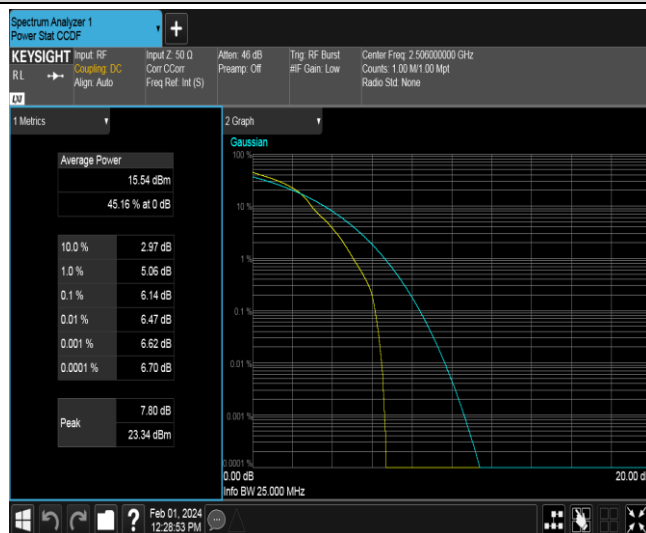 Spectrum Analyzer 1
Power Stat CCDF
+
KEYSIGHT
RL
LXI
Input: RF
Coupling: DC
Align: Auto
Input Z: 50 Ω
Corr CCorr
Freq Ref: Int (S)
Atten: 46 dB
Preamp: Off
Trig: RF Burst
#IF Gain: Low
Center Freq: 2.506000000 GHz
Counts: 1.00 M/1.00 Mpt
Radio Std: None
1 Metrics
Average Power
15.54 dBm
45.16 % at 0 dB
10.0 % 2.97 dB
1.0 % 5.06 dB
0.1 % 6.14 dB
0.01 % 6.47 dB
0.001 % 6.62 dB
0.0001 % 6.70 dB
Peak
7.80 dB
23.34 dBm
2 Graph
Gaussian
100 %
10 %
1 %
0.1 %
0.01 %
0.001 %
0.0001 %
0.00 dB
20.00 d
Info BW 25.000 MHz
?
Feb 01, 2024
12:28:53 PM